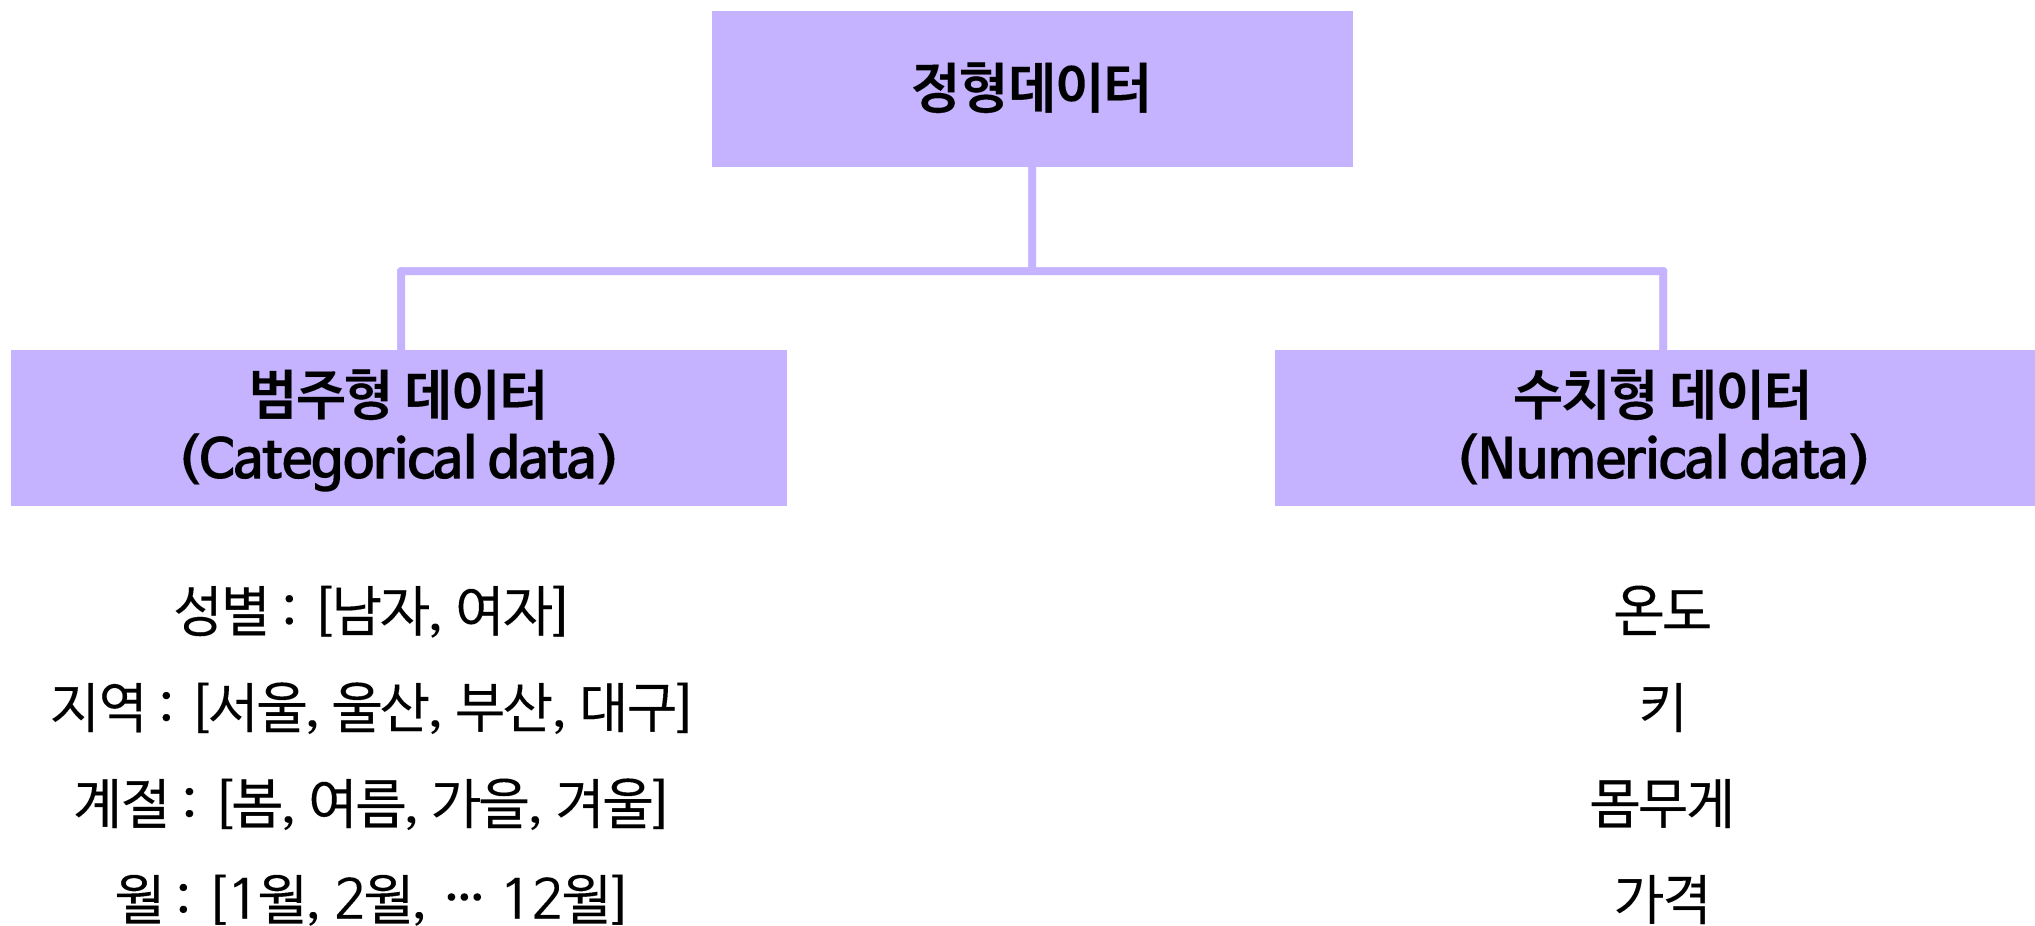 정형데이터
범주형 데이터
(Categorical data)
수치형 데이터
(Numerical data)
성별 : [남자, 여자]
지역 : [서울, 울산, 부산, 대구]
계절 : [봄, 여름, 가을, 겨울]
월 : [1월, 2월, ··· 12월]
온도
키
몸무게
가격